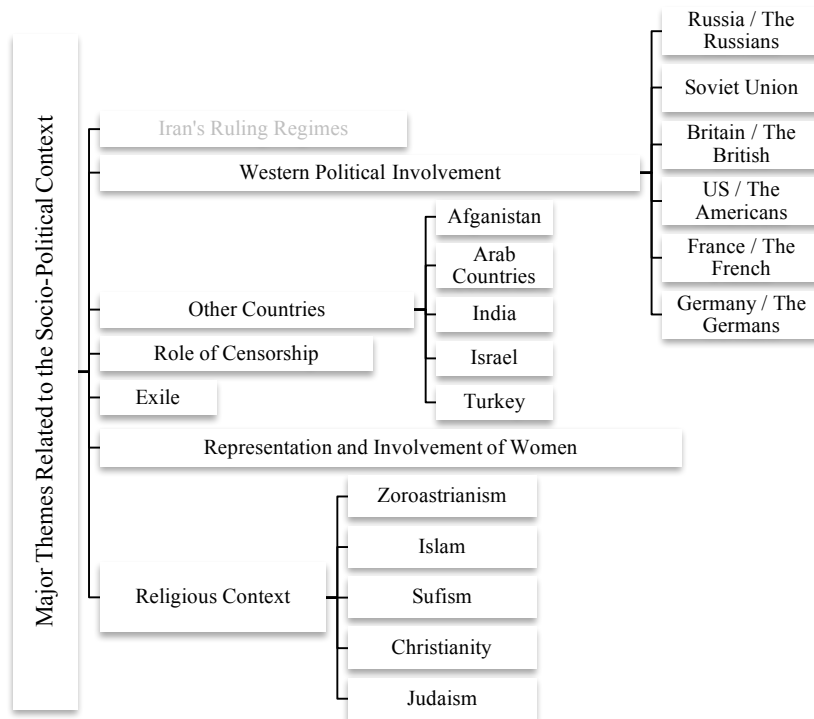 Major Themes Related to the Socio-Political Context
Iran's Ruling Regimes
Western Political Involvement
Russia / The
Russians
Soviet Union
Britain / The
British
US / The
Americans
France / The
French
Germany / The
Germans
Other Countries
Afganistan
Arab
Countries
India
Israel
Turkey
Role of Censorship
Exile
Representation and Involvement of Women
Religious Context
Zoroastrianism
Islam
Sufism
Christianity
Judaism